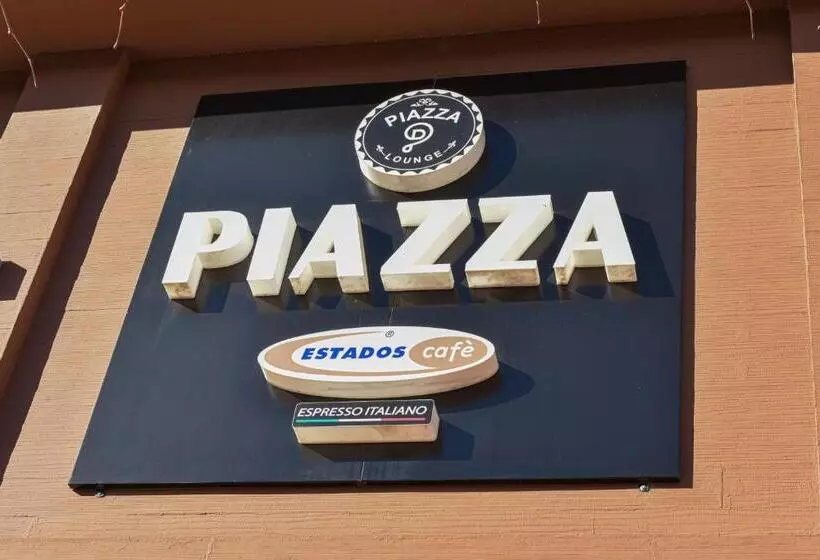 PIAZZA
LOUNGE
PIAZZA
®
ESTADOS cafè
ESPRESSO ITALIANO